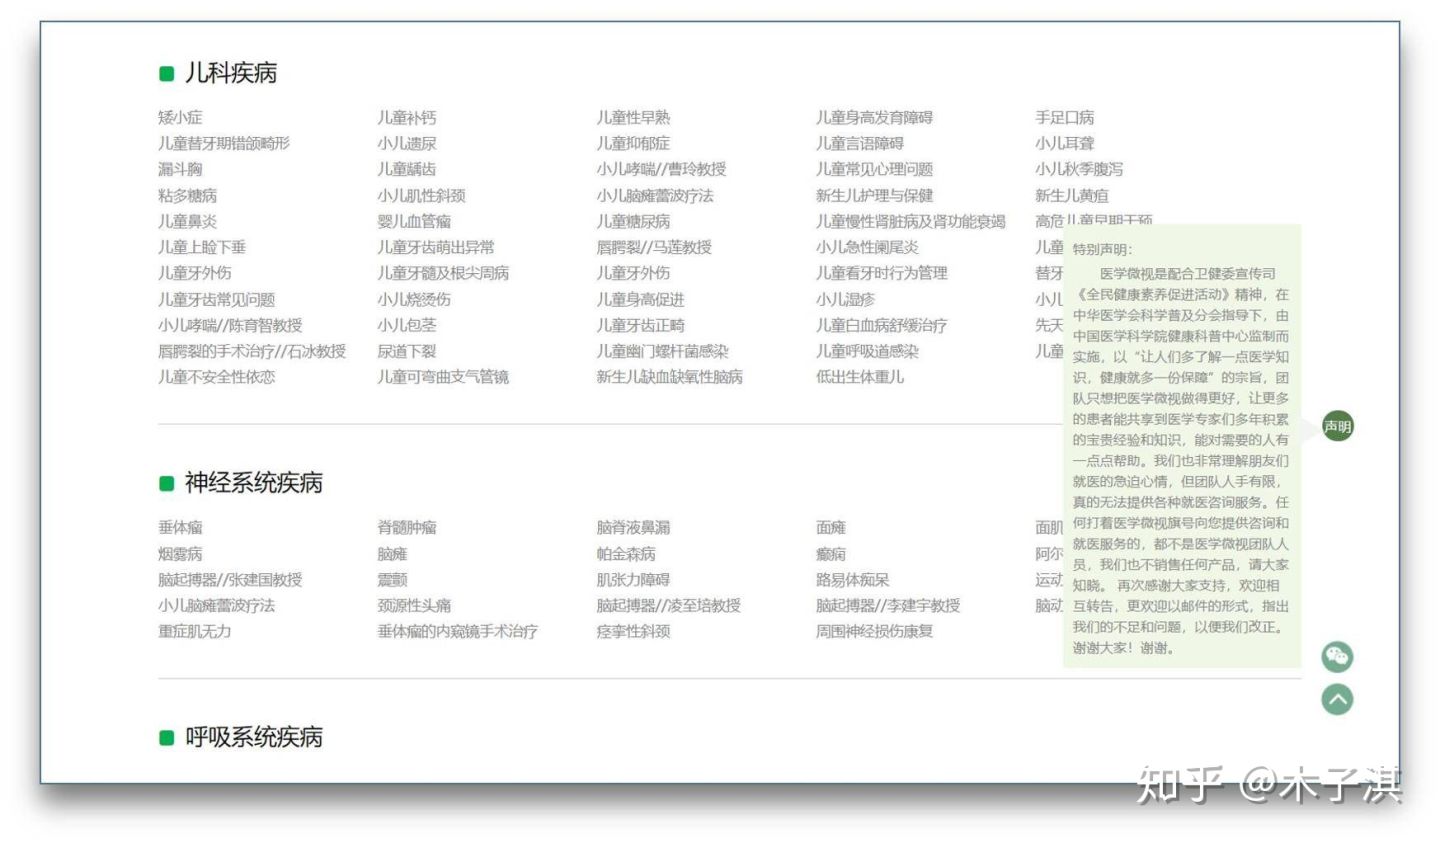 儿科疾病
矮小症 儿童补钙 儿童性早熟 儿童身高发育障碍 手足口病
儿童替牙期错颌畸形 小儿遗尿 儿童抑郁症 儿童言语障碍 小儿耳聋
漏斗胸 儿童龋齿 小儿哮喘//曹玲教授 儿童常见心理问题 小儿秋季腹泻
粘多糖病 小儿肌性斜颈 小儿脑瘫蕾波疗法 新生儿护理与保健 新生儿黄疸
儿童鼻炎 婴儿血管瘤 儿童糖尿病 儿童慢性肾脏病及肾功能衰竭 高危儿童早期干预
儿童上睑下垂 儿童牙齿萌出异常 唇腭裂//马莲教授 小儿急性阑尾炎 儿童
儿童牙外伤 儿童牙髓及根尖周病 儿童牙外伤 儿童看牙时行为管理 替牙
儿童牙齿常见问题 小儿烧烫伤 儿童身高促进 小儿湿疹 小儿
小儿哮喘//陈育智教授 小儿包茎 儿童牙齿正畸 儿童白血病舒缓治疗 先天
唇腭裂的手术治疗//石冰教授 尿道下裂 儿童幽门螺杆菌感染 儿童呼吸道感染 儿童
儿童不安全性依恋 儿童可弯曲支气管镜 新生儿缺血缺氧性脑病 低出生体重儿
特别声明：
医学微视是配合卫健委宣传司
《全民健康素养促进活动》精神，在
中华医学会科学普及分会指导下，由
中国医学科学院健康科普中心监制而
实施，以“让人们多了解一点医学知
识，健康就多一份保障”的宗旨，团
队只想把医学微视做得更好，让更多
的患者能共享到医学专家们多年积累
的宝贵经验和知识，能对需要的人有
一点点帮助。我们也非常理解朋友们
就医的急迫心情，但团队人手有限，
真的无法提供各种就医咨询服务。任
何打着医学微视旗号向您提供咨询和
就医服务的，都不是医学微视团队人
员，我们也不销售任何产品，请大家
知晓。 再次感谢大家支持，欢迎相
互转告，更欢迎以邮件的形式，指出
我们的不足和问题，以便我们改正。
谢谢大家！谢谢。
声明
神经系统疾病
垂体瘤 脊髓肿瘤 脑脊液鼻漏 面瘫 面肌
烟雾病 脑瘫 帕金森病 癫痫 阿尔
脑起搏器//张建国教授 震颤 肌张力障碍 路易体痴呆 运动
小儿脑瘫蕾波疗法 颈源性头痛 脑起搏器//凌至培教授 脑起搏器//李建宇教授 脑动
重症肌无力 垂体瘤的内窥镜手术治疗 痉挛性斜颈 周围神经损伤康复
呼吸系统疾病
知乎 @木子淇